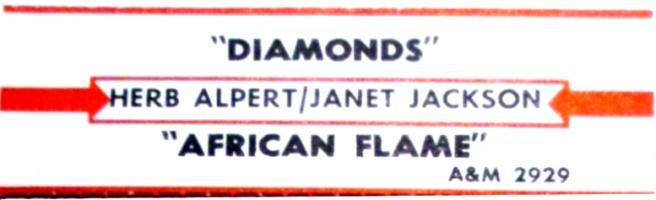 "DIAMONDS"
HERB ALPERT/JANET JACKSON
"AFRICAN FLAME"
A&M 2929